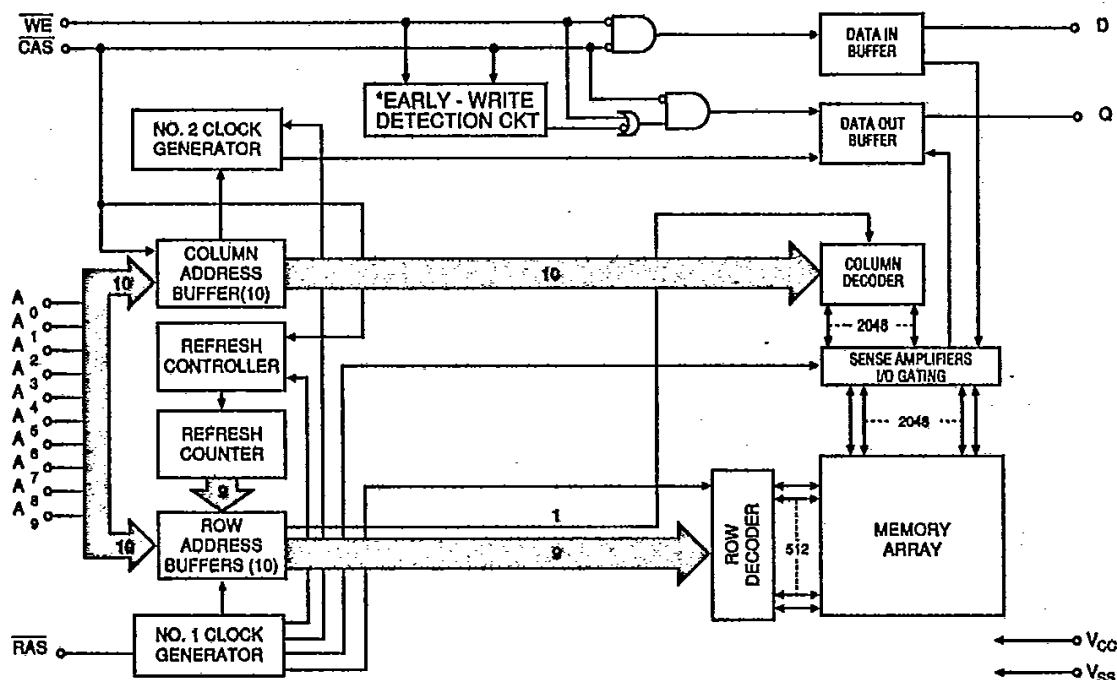 WE
CAS
D
DATA IN
BUFFER
*EARLY - WRITE
DETECTION CKT
NO. 2 CLOCK
GENERATOR
DATA OUT
BUFFER
Q
COLUMN
ADDRESS
BUFFER(10)
10
10
COLUMN
DECODER
A0
A1
A2
A3
A4
A5
A6
A7
A8
A9
2048
REFRESH
CONTROLLER
SENSE AMPLIFIERS
I/O GATING
REFRESH
COUNTER
2048
9
ROW
ADDRESS
BUFFERS (10)
10
1
9
ROW
DECODER
512
MEMORY
ARRAY
RAS
NO. 1 CLOCK
GENERATOR
VCC
VSS